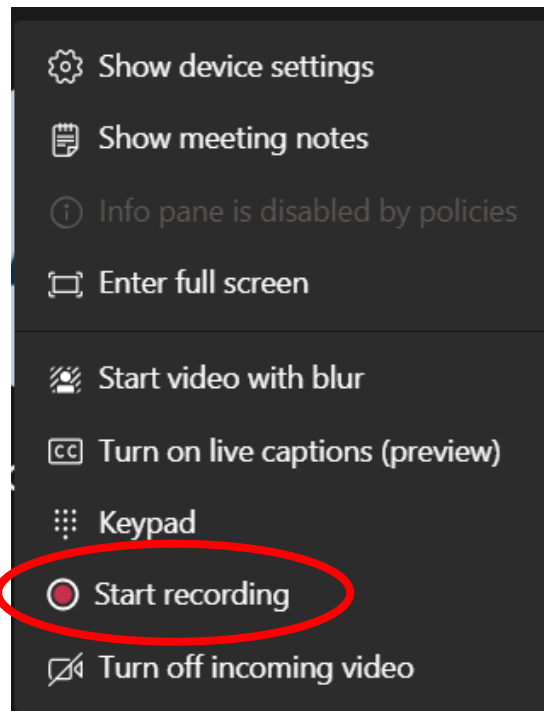 Show device settings
Show meeting notes
Info pane is disabled by policies
Enter full screen
Start video with blur
CC Turn on live captions (preview)
Keypad
Start recording
Turn off incoming video